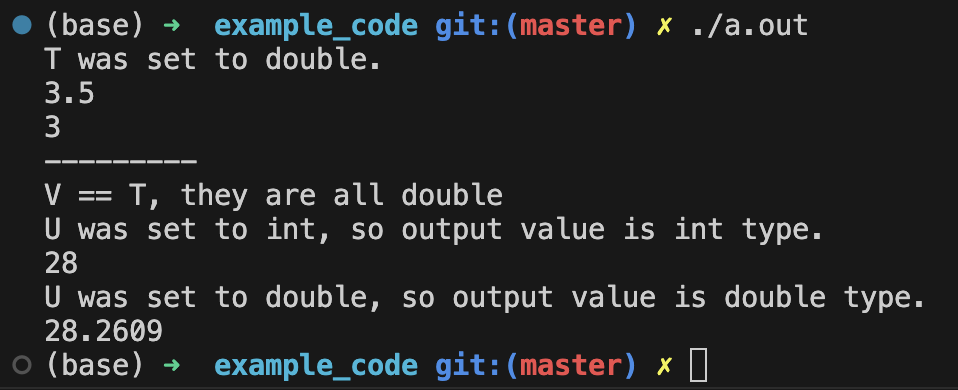 (base) ➜  example_code git:(master) ✗ ./a.out
T was set to double.
3.5
3
---------
V == T, they are all double
U was set to int, so output value is int type.
28
U was set to double, so output value is double type.
28.2609
(base) ➜  example_code git:(master) ✗